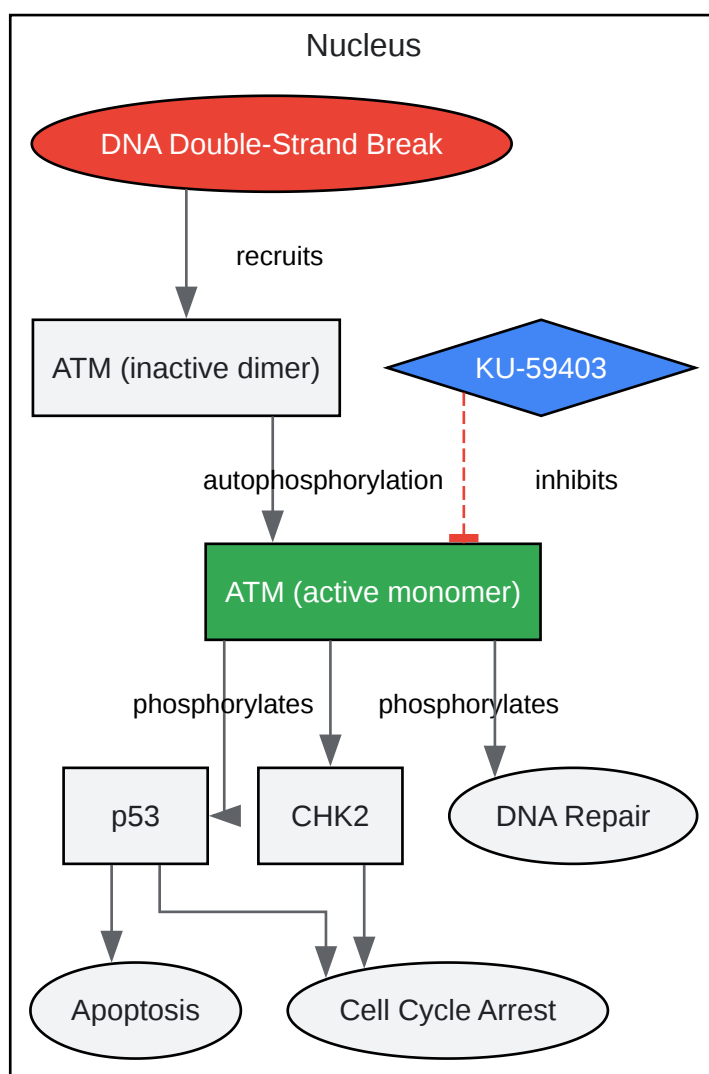 Nucleus
DNA Double-Strand Break
recruits
ATM (inactive dimer)
KU-59403
autophosphorylation
inhibits
ATM (active monomer)
phosphorylates
phosphorylates
p53
CHK2
DNA Repair
Apoptosis
Cell Cycle Arrest